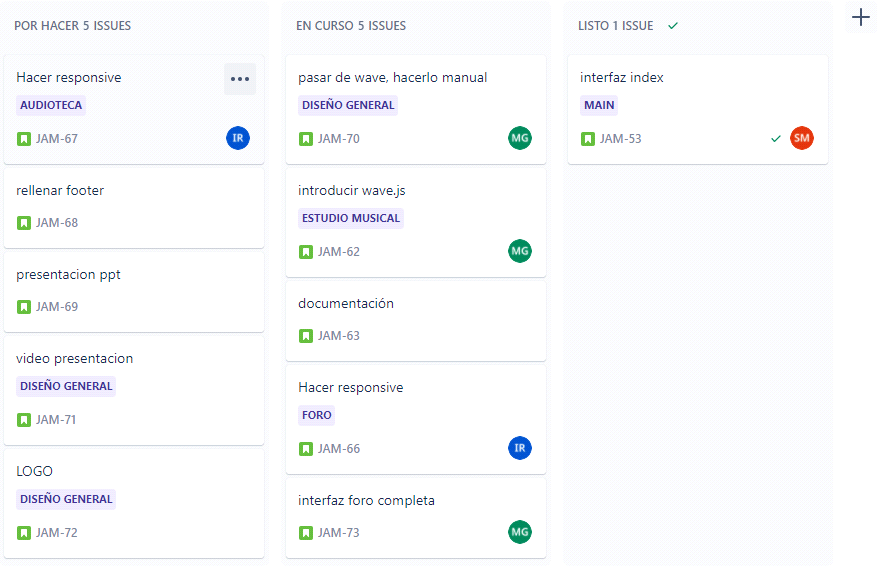 POR HACER 5 ISSUES
Hacer responsive
AUDIOTECA
JAM-67
IR
rellenar footer
JAM-68
presentacion ppt
JAM-69
video presentacion
DISEÑO GENERAL
JAM-71
LOGO
DISEÑO GENERAL
JAM-72
EN CURSO 5 ISSUES
pasar de wave, hacerlo manual
DISEÑO GENERAL
JAM-70
MG
introducir wave.js
ESTUDIO MUSICAL
JAM-62
MG
documentación
JAM-63
Hacer responsive
FORO
JAM-66
IR
interfaz foro completa
JAM-73
MG
LISTO 1 ISSUE
interfaz index
MAIN
JAM-53
SM